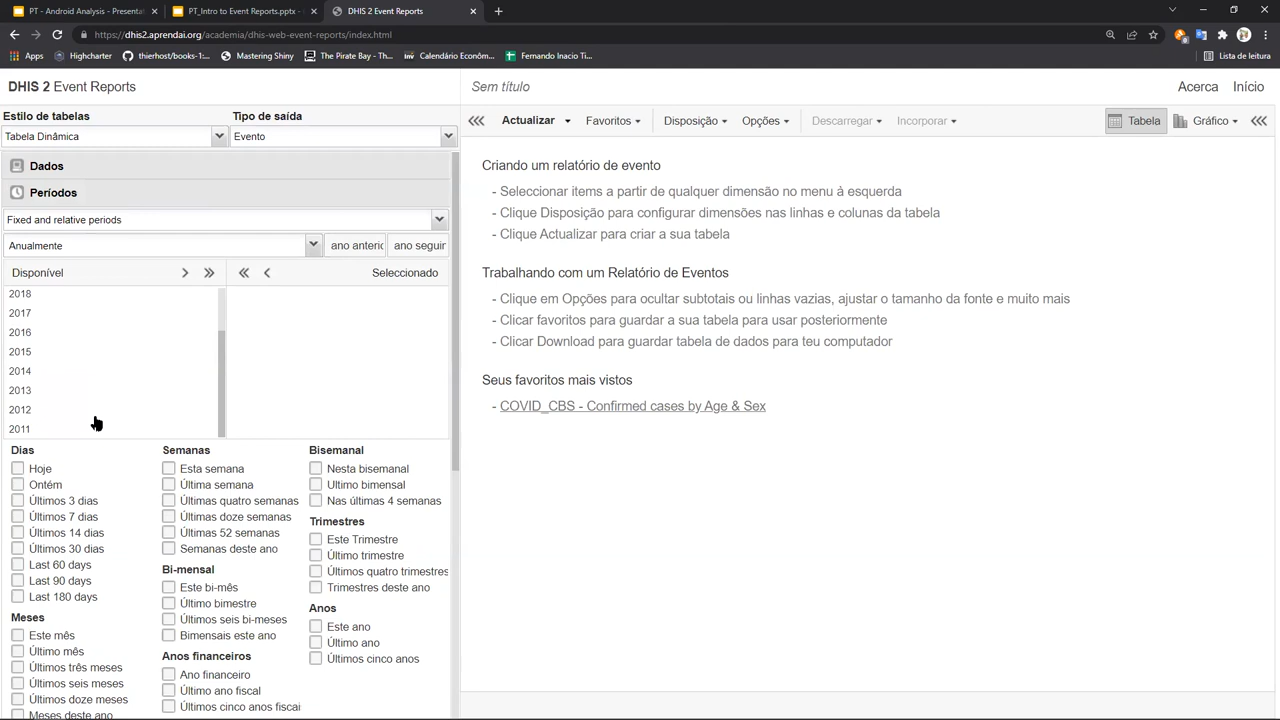 PT - Android Analysis - Presentat
PT_Intro to Event Reports.pptx -
DHIS 2 Event Reports
https://dhis2.aprendai.org/academia/dhis-web-event-reports/index.html
Apps
Highcharter
thierhost/books-1:...
Mastering Shiny
The Pirate Bay - Th...
Calendário Econôm...
Fernando Inacio Ti...
Lista de leitura
DHIS 2 Event Reports
Sem título
Acerca
Início
Estilo de tabelas
Tipo de saída
Tabela Dinâmica
Evento
Actualizar
Favoritos
Disposição
Opções
Descarregar
Incorporar
Tabela
Gráfico
Dados
Períodos
Fixed and relative periods
Anualmente
ano anteric
ano seguir
Disponível
Seleccionado
2018
2017
2016
2015
2014
2013
2012
2011
Dias
Hoje
Ontém
Últimos 3 dias
Últimos 7 dias
Últimos 14 dias
Últimos 30 dias
Last 60 days
Last 90 days
Last 180 days
Meses
Este mês
Último mês
Últimos três meses
Últimos seis meses
Últimos doze meses
Meses deste ano
Semanas
Esta semana
Última semana
Últimas quatro semanas
Últimas doze semanas
Últimas 52 semanas
Semanas deste ano
Bi-mensal
Este bi-mês
Último bimestre
Últimos seis bi-meses
Bimensais este ano
Anos financeiros
Ano financeiro
Último ano fiscal
Últimos cinco anos fiscai
Bisemanal
Nesta bisemanal
Ultimo bimensal
Nas últimas 4 semanas
Trimestres
Este Trimestre
Último trimestre
Últimos quatro trimestres
Trimestres deste ano
Anos
Este ano
Último ano
Últimos cinco anos
Criando um relatório de evento
- Seleccionar items a partir de qualquer dimensão no menu à esquerda
- Clique Disposição para configurar dimensões nas linhas e colunas da tabela
- Clique Actualizar para criar a sua tabela
Trabalhando com um Relatório de Eventos
- Clique em Opções para ocultar subtotais ou linhas vazias, ajustar o tamanho da fonte e muito mais
- Clicar favoritos para guardar a sua tabela para usar posteriormente
- Clicar Download para guardar tabela de dados para teu computador
Seus favoritos mais vistos
- COVID_CBS - Confirmed cases by Age & Sex